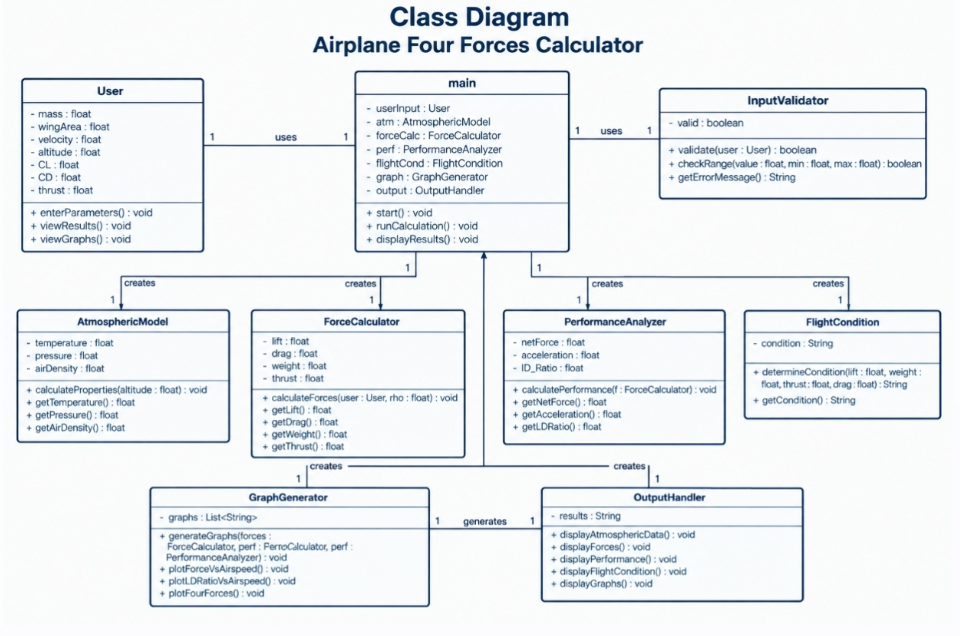 Class Diagram
Airplane Four Forces Calculator
User
- mass : float
- wingArea : float
- velocity : float
- altitude : float
- CL : float
- CD : float
- thrust : float
+ enterParameters() : void
+ viewResults() : void
+ viewGraphs() : void
1 uses 1
main
- userInput : User
- atm : AtmosphericModel
- forceCalc : ForceCalculator
- perf : PerformanceAnalyzer
- flightCond : FlightCondition
- graph : GraphGenerator
- output : OutputHandler
+ start() : void
+ runCalculation() : void
+ displayResults() : void
1 uses 1
InputValidator
- valid : boolean
+ validate(user : User) : boolean
+ checkRange(value : float, min : float, max : float) : boolean
+ getErrorMessage() : String
1
1
creates
creates
creates
creates
1
1
1
1
AtmosphericModel
- temperature : float
- pressure : float
- airDensity : float
+ calculateProperties(altitude : float) : void
+ getTemperature() : float
+ getPressure() : float
+ getAirDensity() : float
ForceCalculator
- lift : float
- drag : float
- weight : float
- thrust : float
+ calculateForces(user : User, rho : float) : void
+ getLift() : float
+ getDrag() : float
+ getWeight() : float
+ getThrust() : float
PerformanceAnalyzer
- netForce : float
- acceleration : float
- ID_Ratio : float
+ calculatePerformance(f : ForceCalculator) : void
+ getNetForce() : float
+ getAcceleration() : float
+ getLDRatio() : float
FlightCondition
- condition : String
+ determineCondition(lift : float, weight :
float, thrust : float, drag : float) : String
+ getCondition() : String
creates
creates
1
1
GraphGenerator
- graphs : List<String>
+ generateGraphs(forces :
ForceCalculator, perf : PerroCalculator, perf :
PerformanceAnalyzer) : void
+ plotForceVsAirspeed() : void
+ plotLDRatioVsAirspeed() : void
+ plotFourForces() : void
1 generates 1
OutputHandler
- results : String
+ displayAtmosphericData() : void
+ displayForces() : void
+ displayPerformance() : void
+ displayFlightCondition() : void
+ displayGraphs() : void